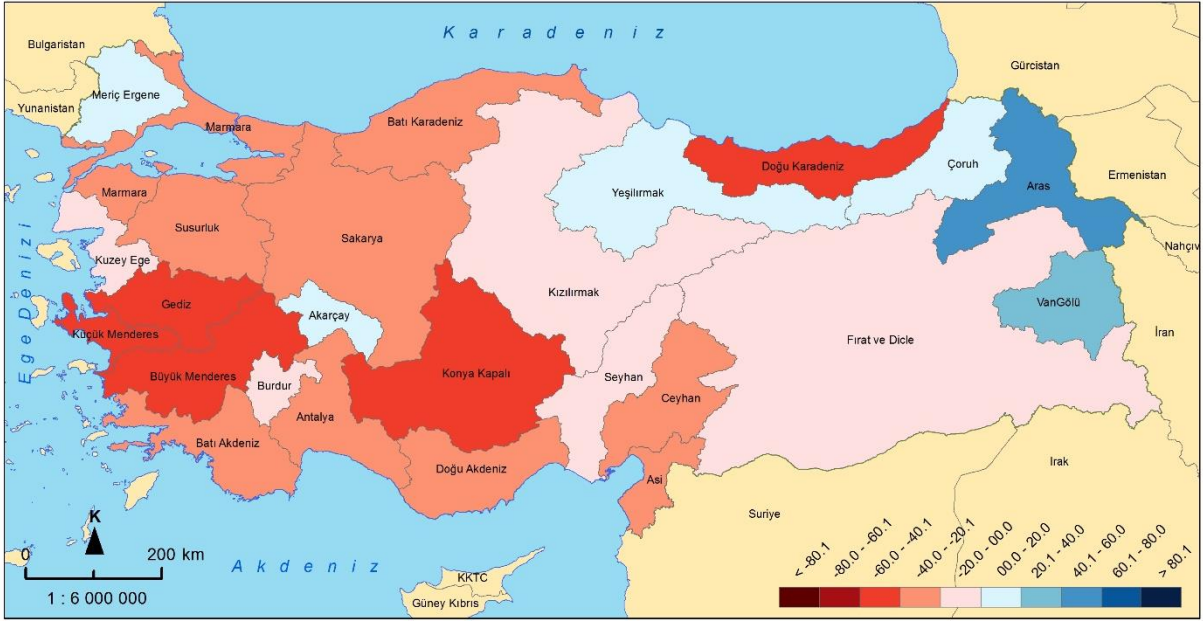 Karadeniz
Bulgaristan
Gürcistan
Meriç Ergene
Yunanistan
Marmara
Batı Karadeniz
Doğu Karadeniz
Çoruh
Ermenistan
Marmara
Yeşilırmak
Aras
Susurluk
Sakarya
Nahçıv
Kuzey Ege
Kızılırmak
Ege Denizi
Gediz
Akarçay
VanGölü
İran
Küçük Menderes
Fırat ve Dicle
Büyük Menderes
Burdur
Konya Kapalı
Seyhan
Ceyhan
Antalya
Batı Akdeniz
Doğu Akdeniz
Asi
Irak
Suriye
K
0 200 km
1 : 6 000 000
Akdeniz
KKTC
Güney Kıbrıs
< -80.1
-80.0 - -60.1
-60.0 - -40.1
-40.0 - -20.1
-20.0 - 00.0
00.0 - 20.0
20.1 - 40.0
40.1 - 60.0
60.1 - 80.0
> 80.1